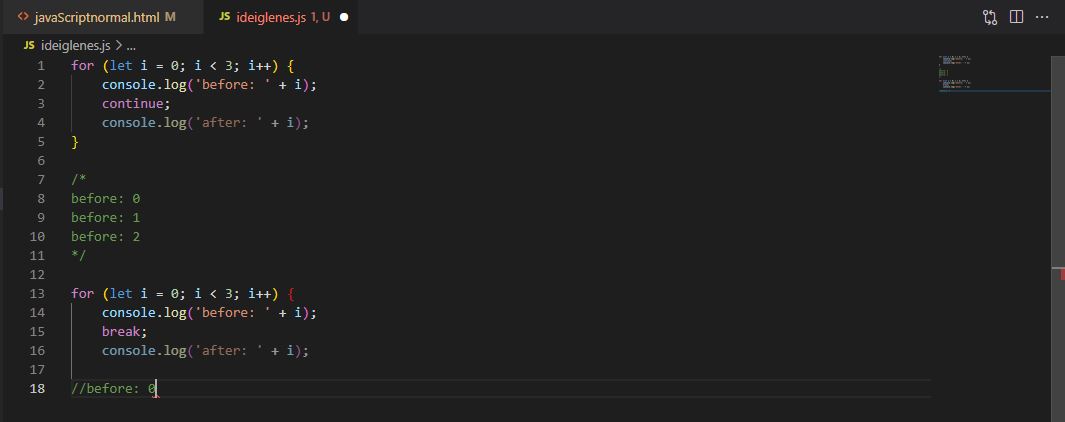 <> javaScriptnormal.html M
JS ideiglenes.js 1, U ●
JS ideiglenes.js > ...
1 for (let i = 0; i < 3; i++) {
2     console.log('before: ' + i);
3     continue;
4     console.log('after: ' + i);
5 }
6
7 /*
8 before: 0
9 before: 1
10 before: 2
11 */
12
13 for (let i = 0; i < 3; i++) {
14     console.log('before: ' + i);
15     break;
16     console.log('after: ' + i);
17
18 //before: 0